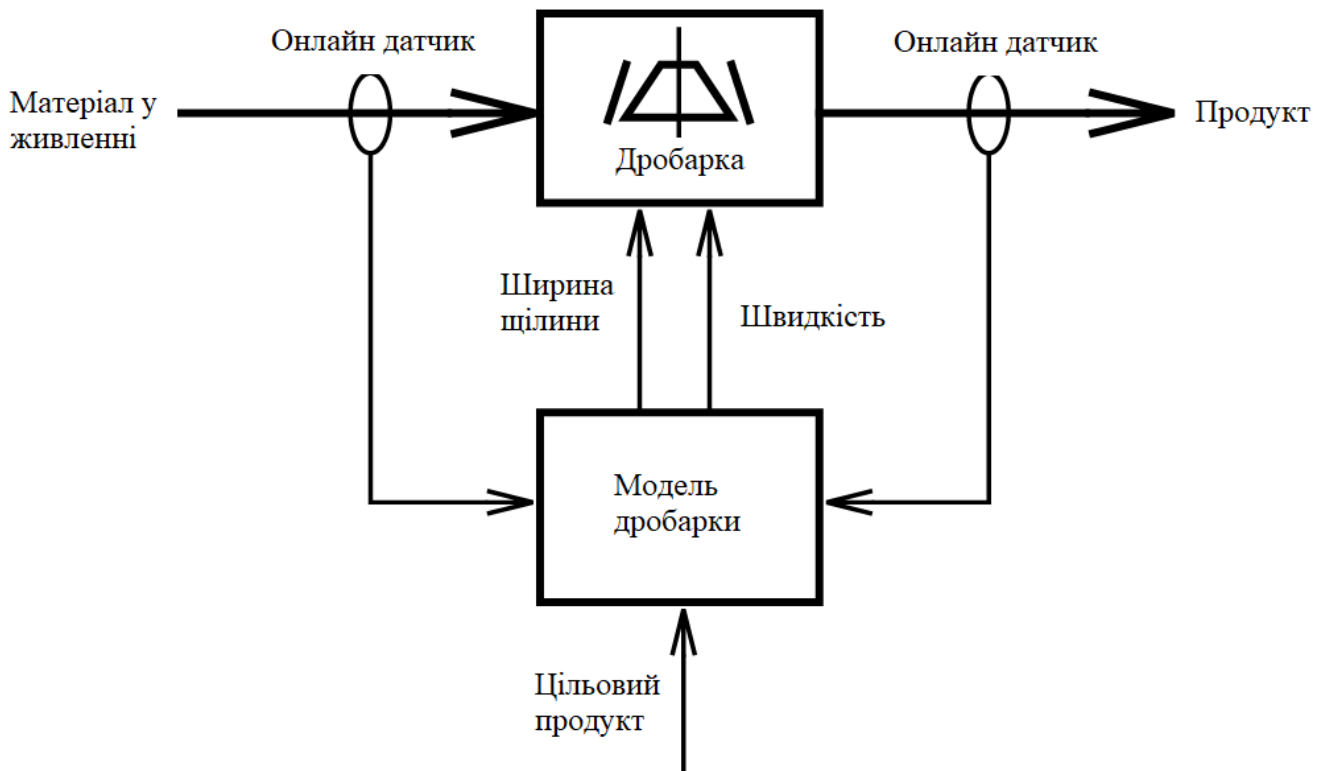 Онлайн датчик
Онлайн датчик
Матеріал у
живленні
Продукт
Дробарка
Ширина
щілини
Швидкість
Модель
дробарки
Цільовий
продукт